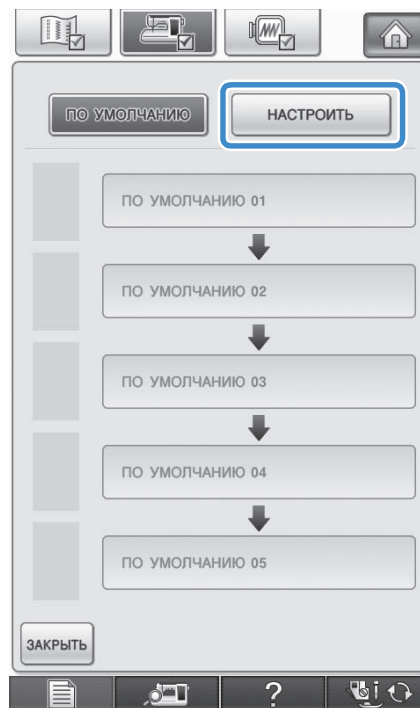 ПО УМОЛЧАНИЮ
НАСТРОИТЬ
ПО УМОЛЧАНИЮ 01
ПО УМОЛЧАНИЮ 02
ПО УМОЛЧАНИЮ 03
ПО УМОЛЧАНИЮ 04
ПО УМОЛЧАНИЮ 05
ЗАКРЫТЬ
?